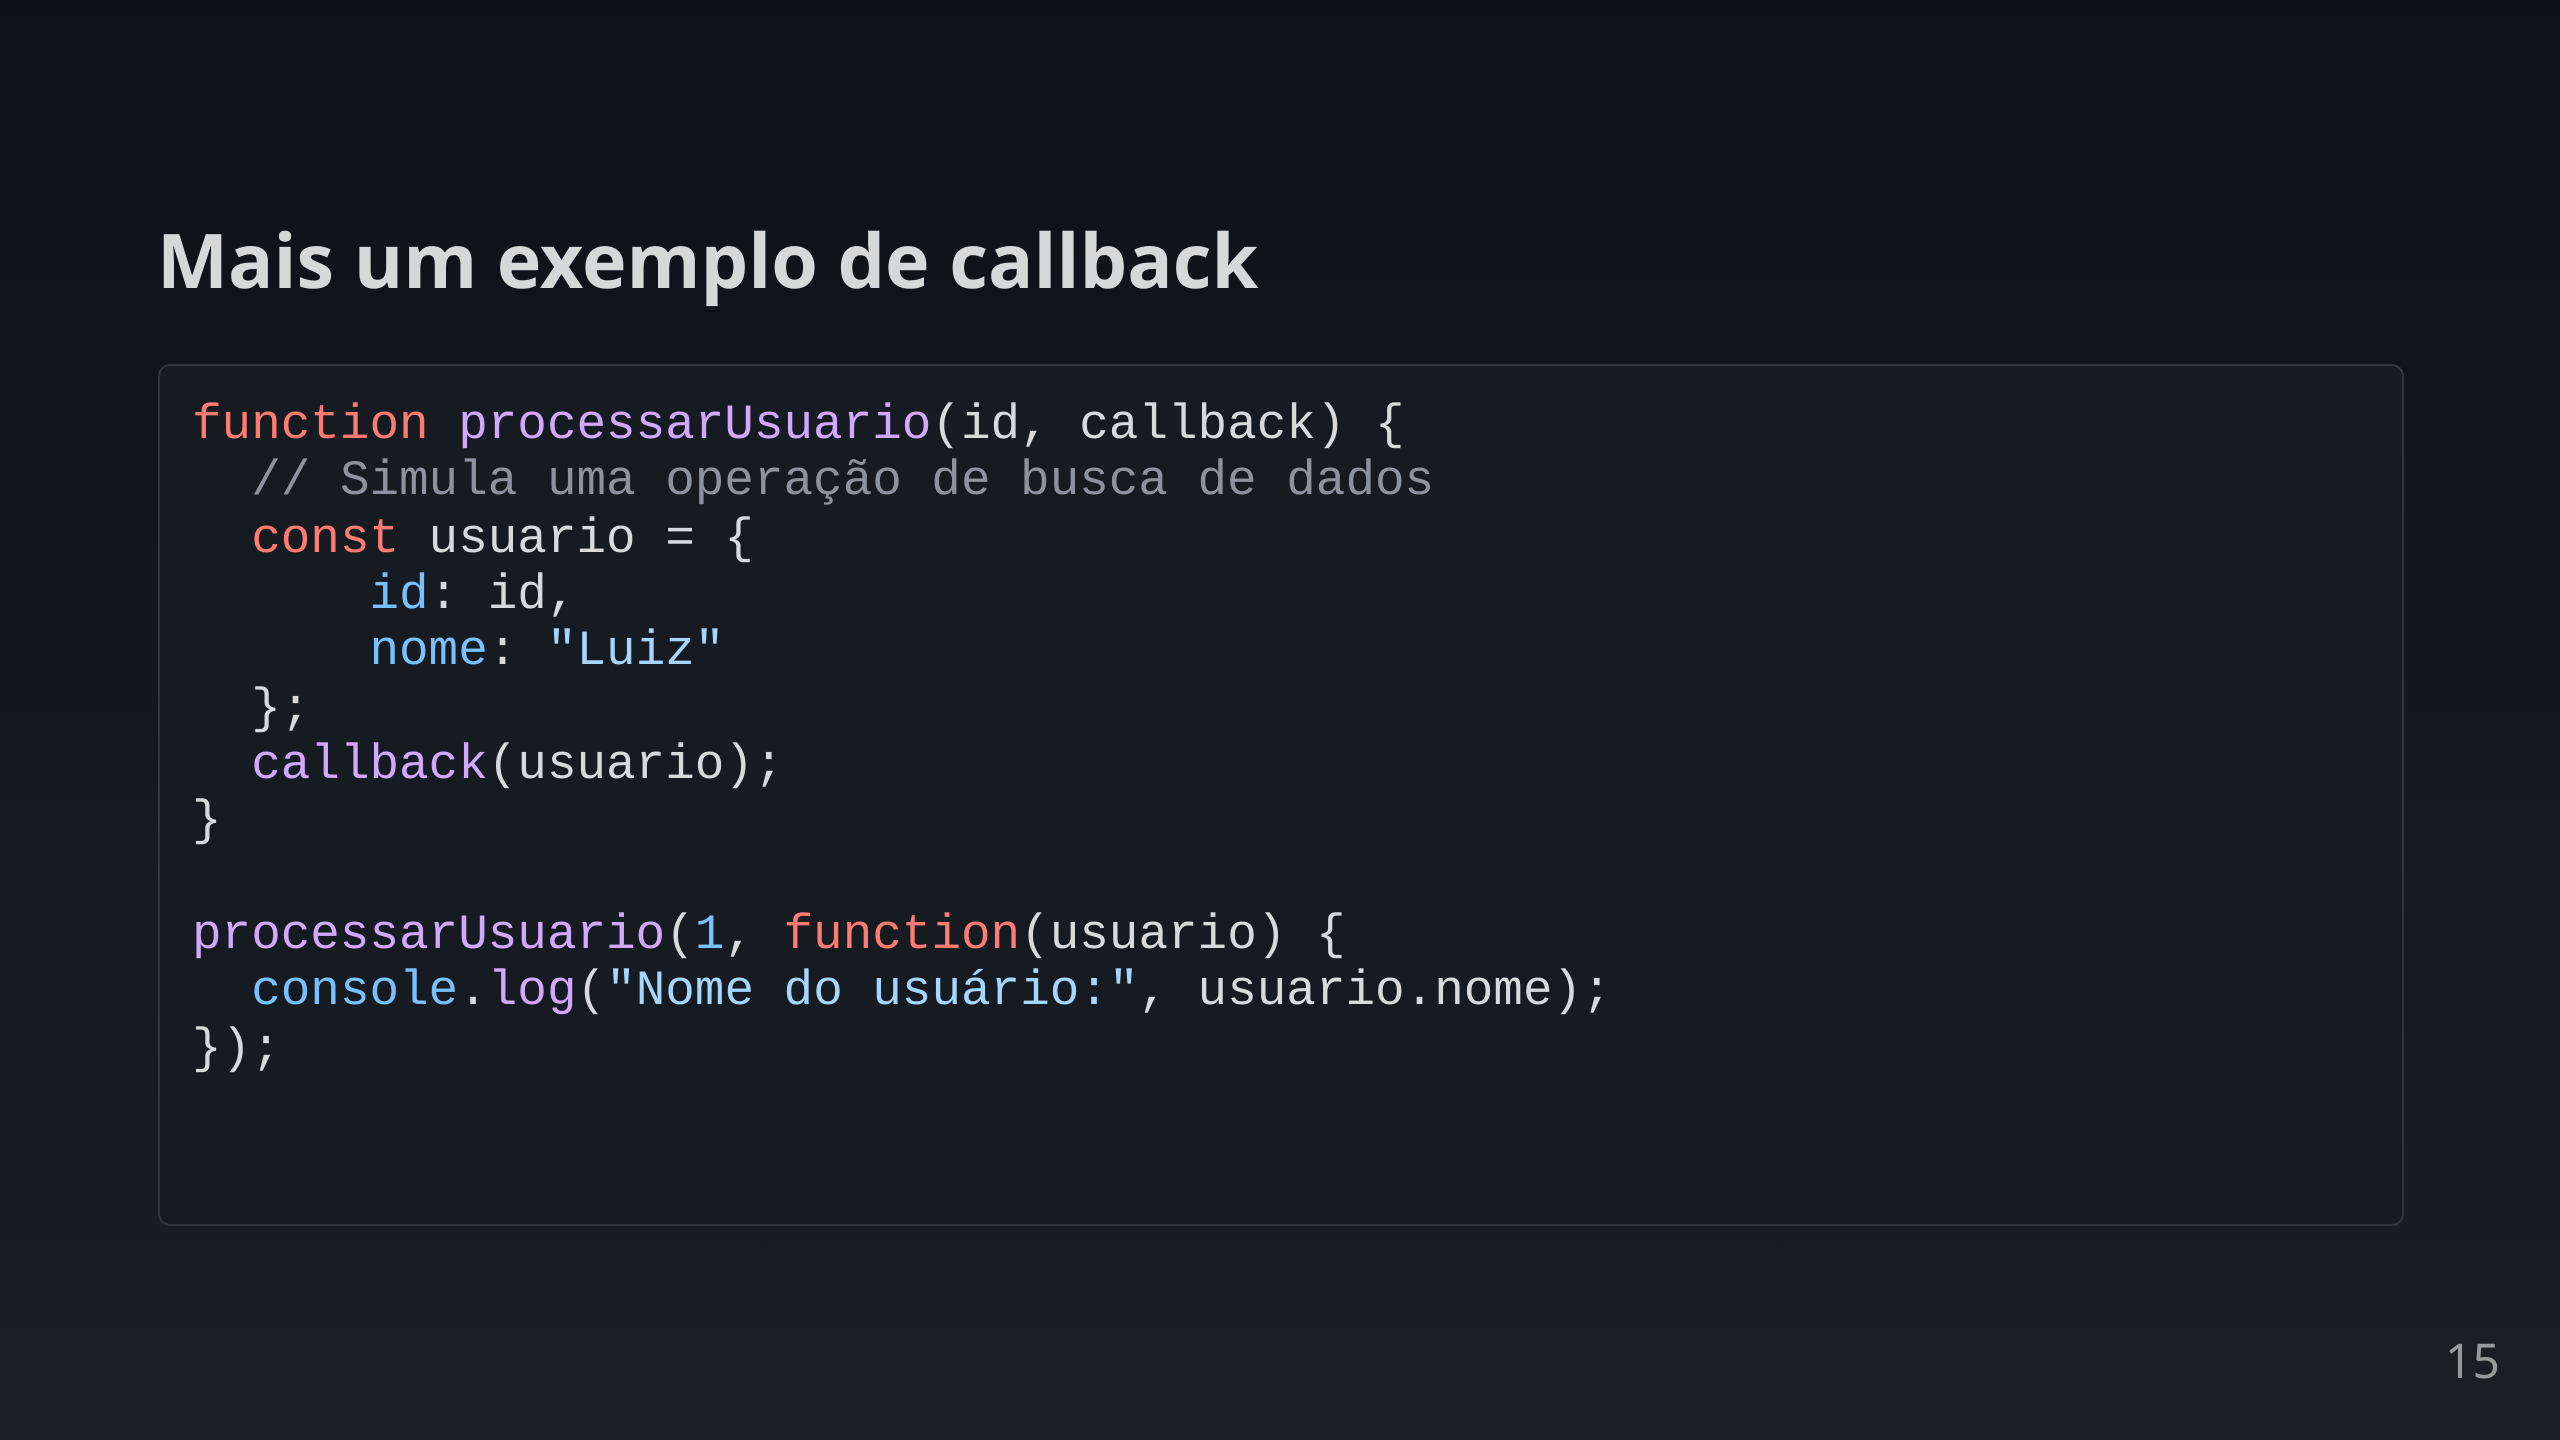 Mais um exemplo de callback
function processarUsuario(id, callback) {
  // Simula uma operação de busca de dados
  const usuario = {
      id: id,
      nome: "Luiz"
  };
  callback(usuario);
}

processarUsuario(1, function(usuario) {
  console.log("Nome do usuário:", usuario.nome);
});
15